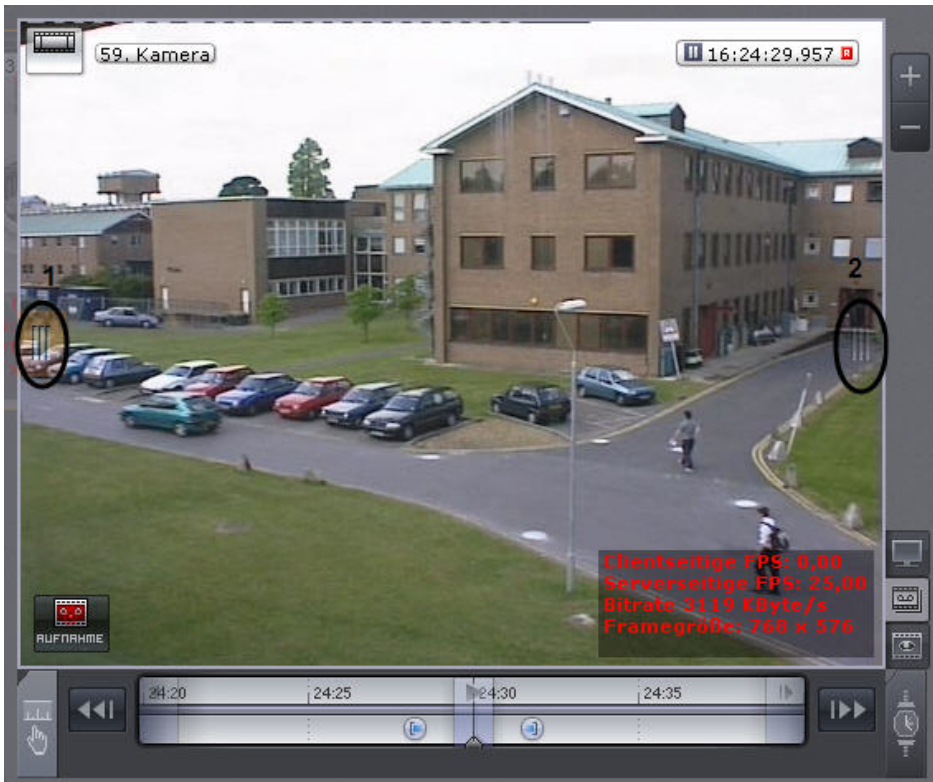 59. Kamera
16:24:29.957 R
3
1
2
Clientseitige FPS: 0,00
Serverseitige FPS: 25,00
Bitrate 3119 KByte/s
Framegröße: 768 x 576
AUFNAHME
24:20 24:25 24:30 24:35